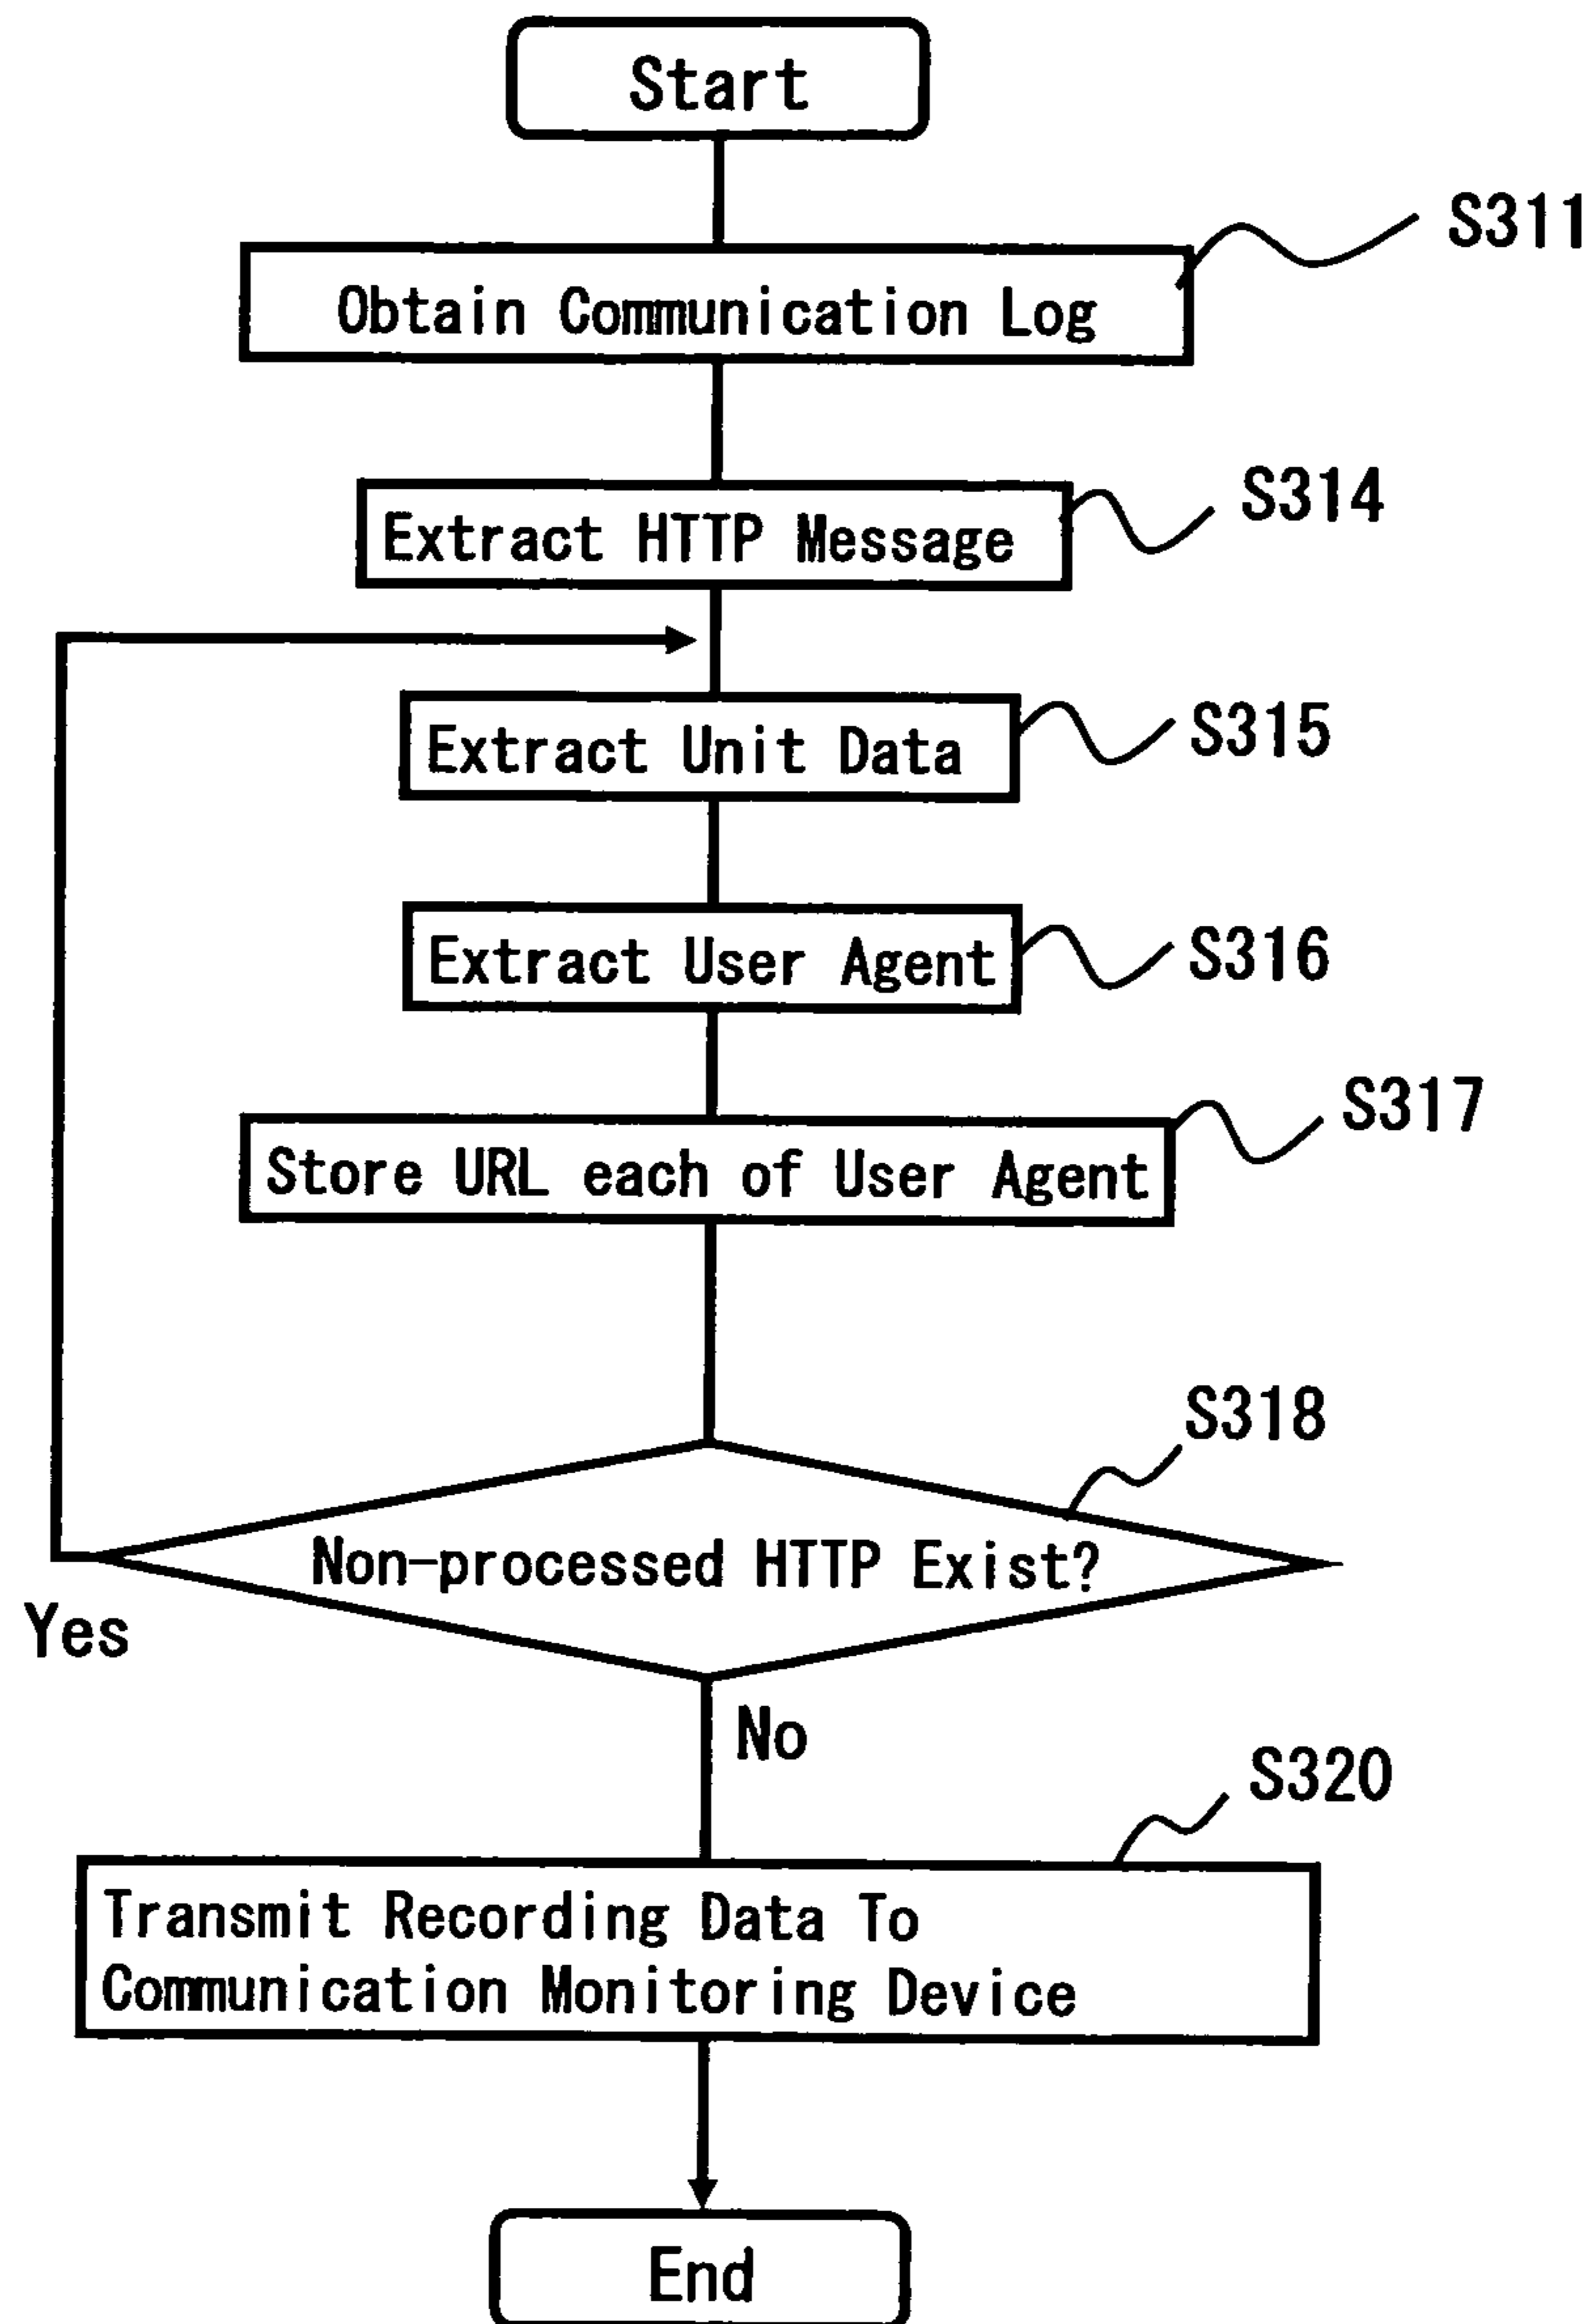 Start
S311
Obtain Communication Log
S314
Extract HTTP Message
S315
Extract Unit Data
S316
Extract User Agent
S317
Store URL each of User Agent
S318
Non-processed HTTP Exist?
Yes
No
S320
Transmit Recording Data To
Communication Monitoring Device
End